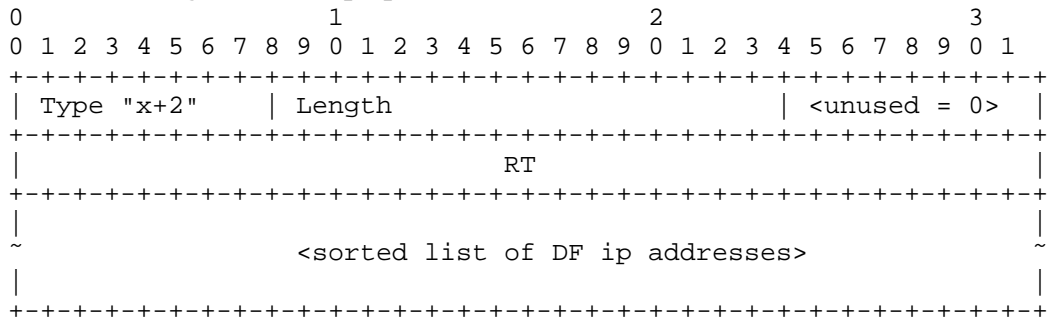 0                   1                   2                   3
0 1 2 3 4 5 6 7 8 9 0 1 2 3 4 5 6 7 8 9 0 1 2 3 4 5 6 7 8 9 0 1
+-+-+-+-+-+-+-+-+-+-+-+-+-+-+-+-+-+-+-+-+-+-+-+-+-+-+-+-+-+-+-+-+
| Type "x+2"    | Length                        | <unused = 0>  |
+-+-+-+-+-+-+-+-+-+-+-+-+-+-+-+-+-+-+-+-+-+-+-+-+-+-+-+-+-+-+-+-+
|                              RT                               |
+-+-+-+-+-+-+-+-+-+-+-+-+-+-+-+-+-+-+-+-+-+-+-+-+-+-+-+-+-+-+-+-+
|                                                               |
~                 <sorted list of DF ip addresses>              ~
|                                                               |
+-+-+-+-+-+-+-+-+-+-+-+-+-+-+-+-+-+-+-+-+-+-+-+-+-+-+-+-+-+-+-+-+